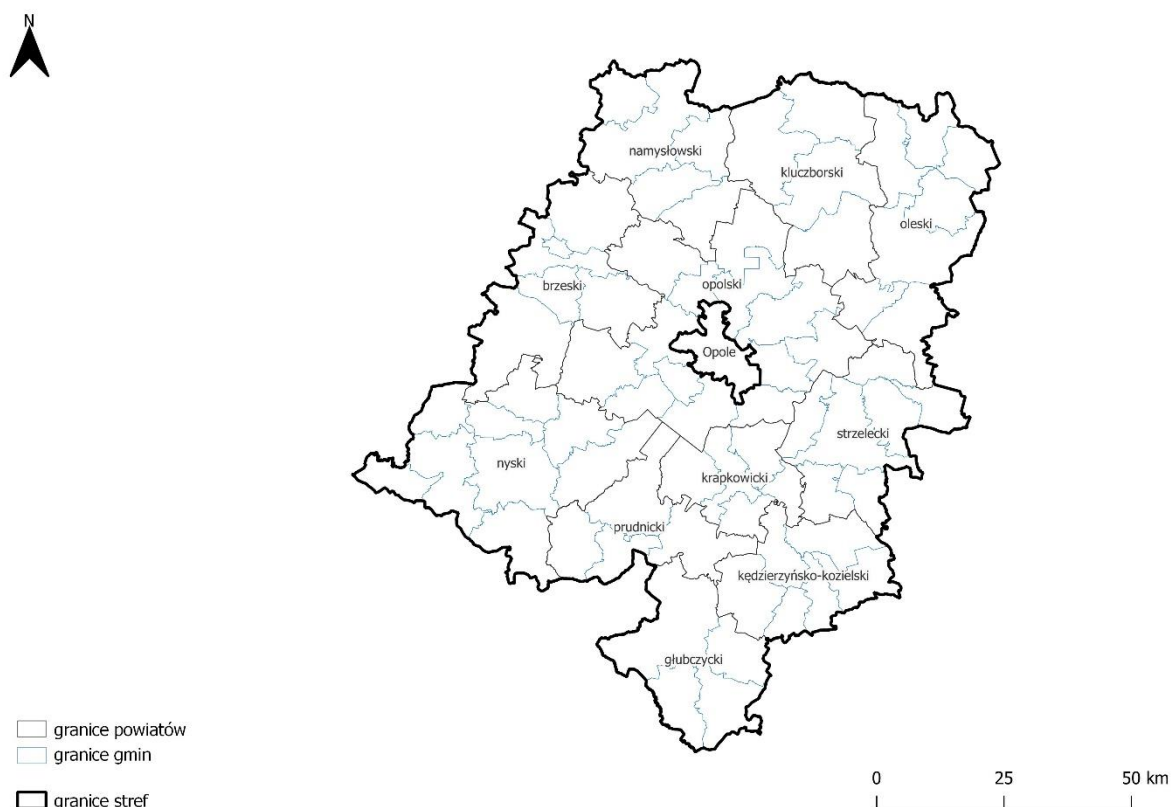 N
namysłowski
kluczborski
oleski
brzeski
opolski
Opole
strzelecki
nyski
krapkowicki
prudnicki
kędzierzyńsko-kozielski
głubczycki
granice powiatów
granice gmin
granice stref
0 25 50 km